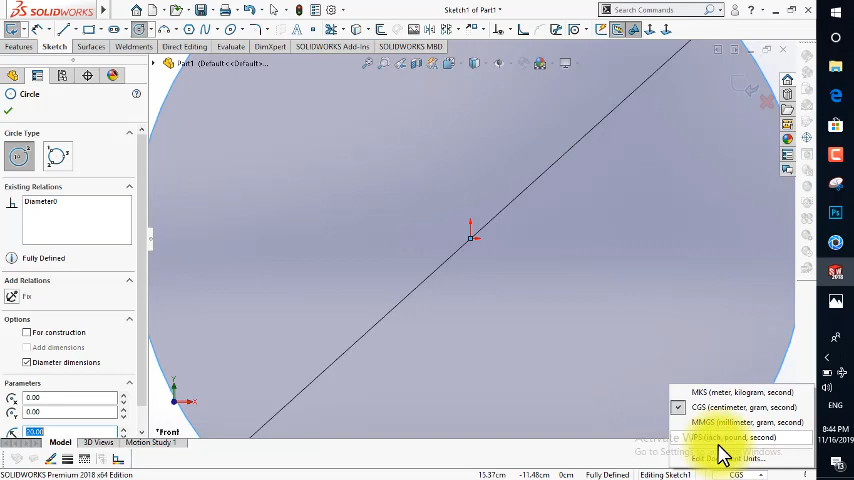 SOLIDWORKS
Sketch1 of Part1 *
Search Commands
Features
Sketch
Surfaces
Weldments
Direct Editing
Evaluate
DimXpert
SOLIDWORKS Add-ins
SOLIDWORKS MBD
Part1 (Default<<Default>...
Circle
Circle Type
Existing Relations
Diameter0
Fully Defined
Add Relations
Fix
Options
For construction
Add dimensions
Diameter dimensions
Parameters
0.00
0.00
20.00
Y
X
*Front
MKS (meter, kilogram, second)
CGS (centimeter, gram, second)
MMGS (millimeter, gram, second)
IPS (inch, pound, second)
Edit Document Units...
Model
3D Views
Motion Study 1
SOLIDWORKS Premium 2018 x64 Edition
15.37cm
-11.48cm
Fully Defined
Editing Sketch1
CGS
ENG
8:44 PM
11/16/2019
13